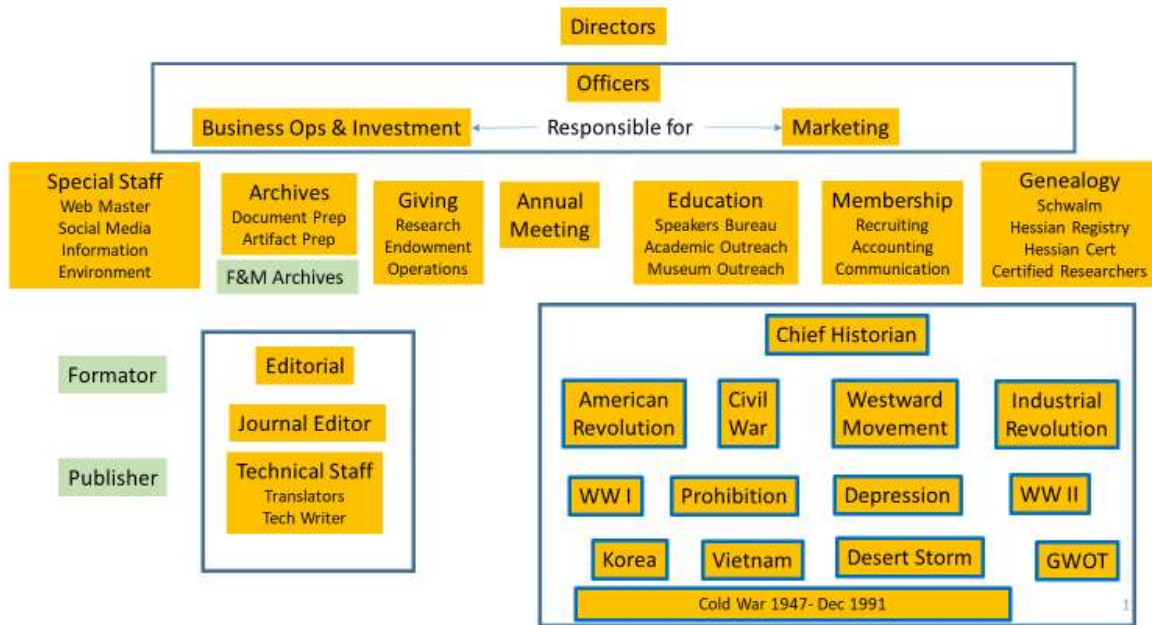 Directors
Officers
Business Ops & Investment
Responsible for
Marketing
Special Staff
Web Master
Social Media
Information
Environment
Archives
Document Prep
Artifact Prep
F&M Archives
Giving
Research
Endowment
Operations
Annual
Meeting
Education
Speakers Bureau
Academic Outreach
Museum Outreach
Membership
Recruiting
Accounting
Communication
Genealogy
Schwalm
Hessian Registry
Hessian Cert
Certified Researchers
Formator
Publisher
Editorial
Journal Editor
Technical Staff
Translators
Tech Writer
Chief Historian
American
Revolution
Civil
War
Westward
Movement
Industrial
Revolution
WW I
Prohibition
Depression
WW II
Korea
Vietnam
Desert Storm
GWOT
Cold War 1947- Dec 1991